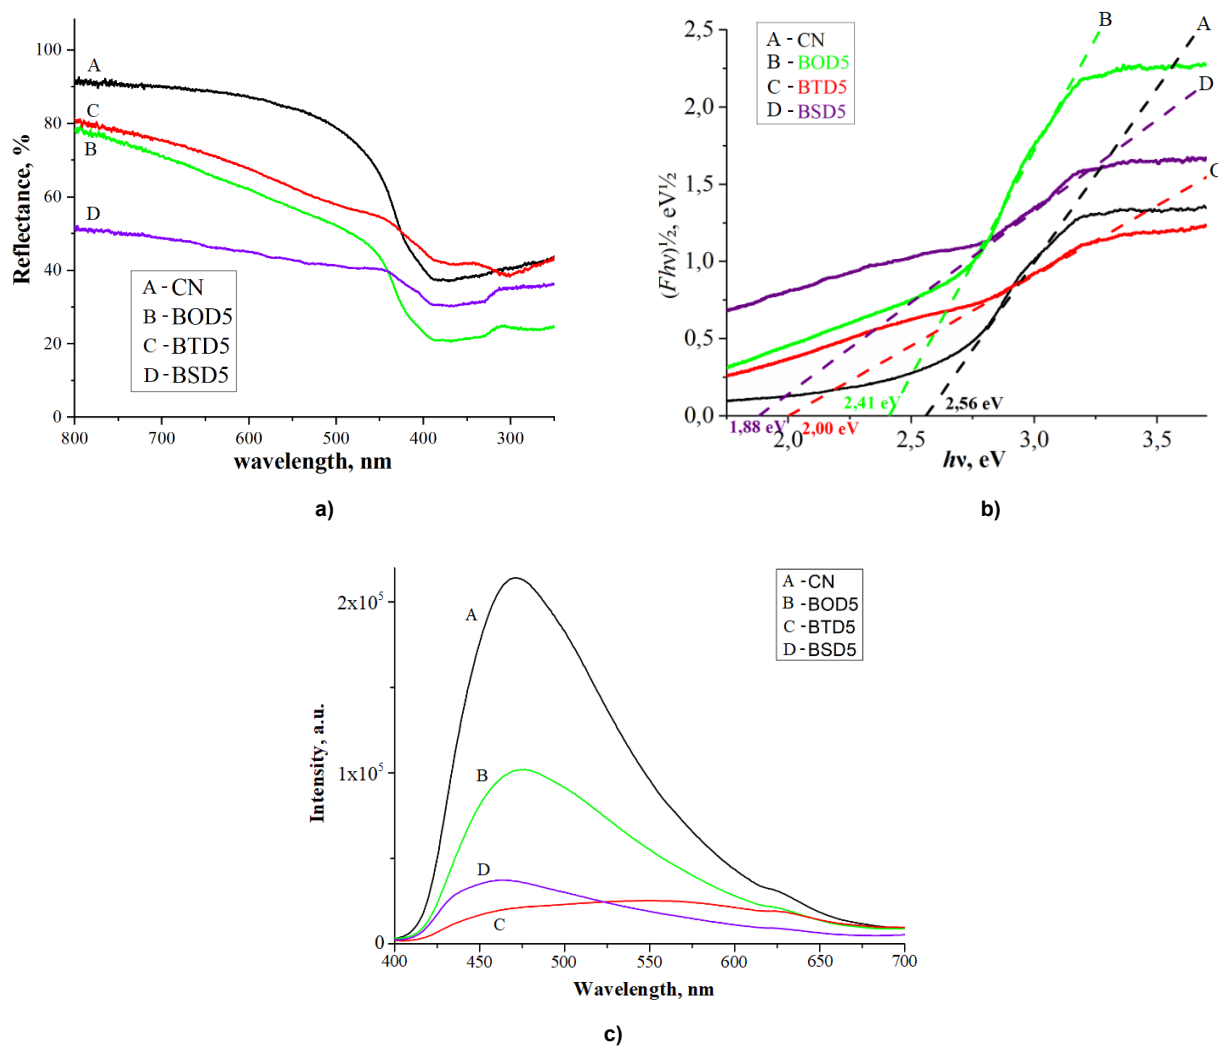 100
80
60
40
20
0
Reflectance, %
A
C
B
D
A - CN
B - BOD5
C - BTD5
D - BSD5
800 700 600 500 400 300
wavelength, nm
a)
2,5
2,0
1,5
1,0
0,5
0,0
(Fhν)½, eV½
A - CN
B - BOD5
C - BTD5
D - BSD5
B
A
D
C
2,41 eV
2,56 eV
1,88 eV
2,00 eV
2,0 2,5 3,0 3,5
hν, eV
b)
2x10⁵
1x10⁵
0
Intensity, a.u.
A
B
D
C
A - CN
B - BOD5
C - BTD5
D - BSD5
400 450 500 550 600 650 700
Wavelength, nm
c)